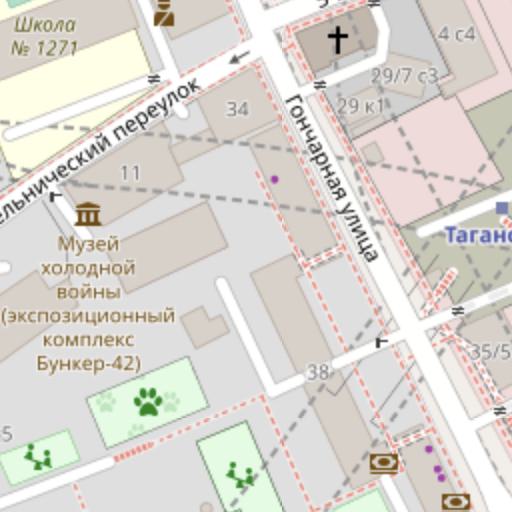 Школа
№ 1271
4 с4
29/7 с3
29 к1
34
ельнический переулок
Гончарная улица
11
Музей
холодной
войны
(экспозиционный
комплекс
Бункер-42)
Таганс
35/5
38
5